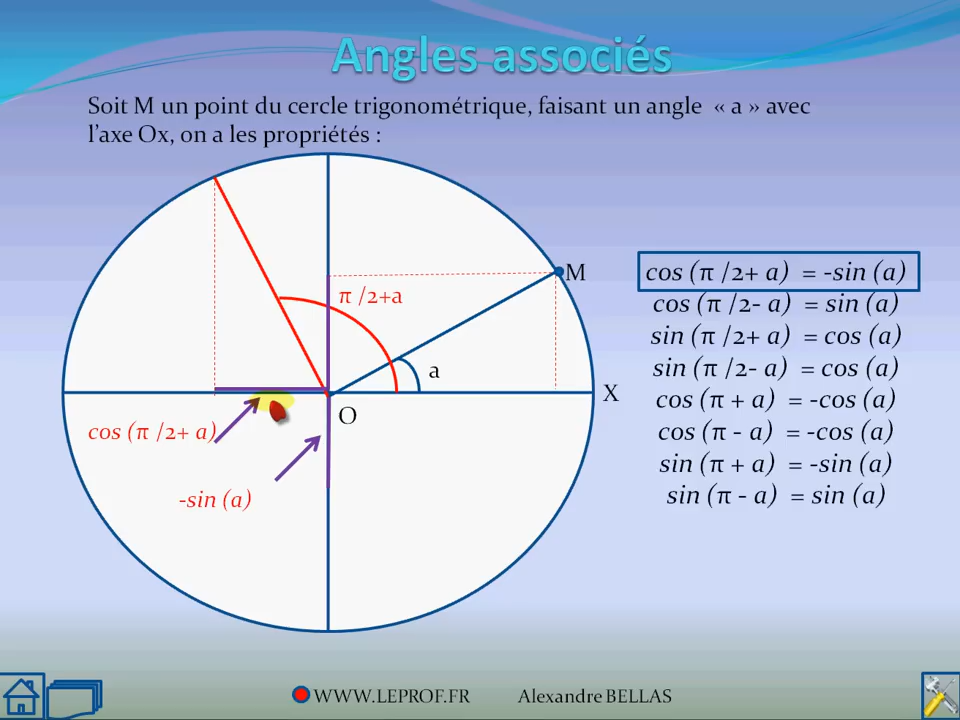 Angles associés
Soit M un point du cercle trigonométrique, faisant un angle « a » avec
l'axe Ox, on a les propriétés :
M
π /2+a
a
X
O
cos (π /2+ a)
-sin (a)
cos (π /2+ a) = -sin (a)
cos (π /2- a) = sin (a)
sin (π /2+ a) = cos (a)
sin (π /2- a) = cos (a)
cos (π + a) = -cos (a)
cos (π - a) = -cos (a)
sin (π + a) = -sin (a)
sin (π - a) = sin (a)
WWW.LEPROF.FR Alexandre BELLAS